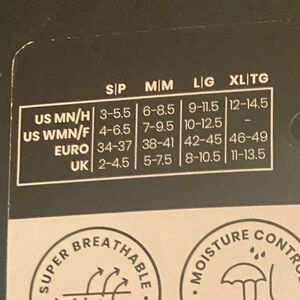 S|P M|M L|G XL|TG
US MN/H 3-5.5 6-8.5 9-11.5 12-14.5
US WMN/F 4-6.5 7-9.5 10-12.5 -
EURO 34-37 38-41 42-45 46-49
UK 2-4.5 5-7.5 8-10.5 11-13.5
SUPER BREATHABLE
MOISTURE CONTRO